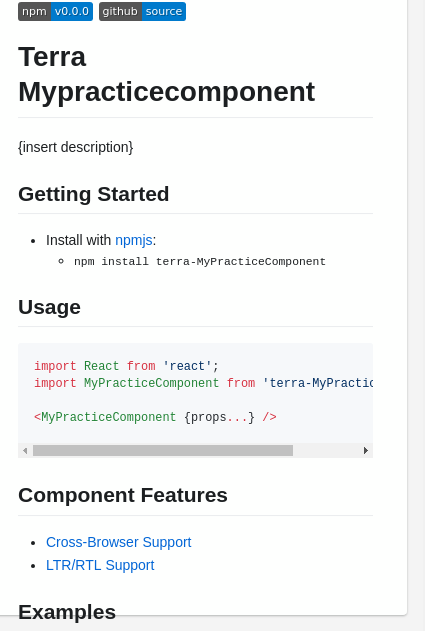 npm v0.0.0 github source
Terra
Mypracticecomponent
{insert description}
Getting Started
Install with npmjs:
npm install terra-MyPracticeComponent
Usage
import React from 'react';
import MyPracticeComponent from 'terra-MyPractic
<MyPracticeComponent {props...} />
Component Features
Cross-Browser Support
LTR/RTL Support
Examples